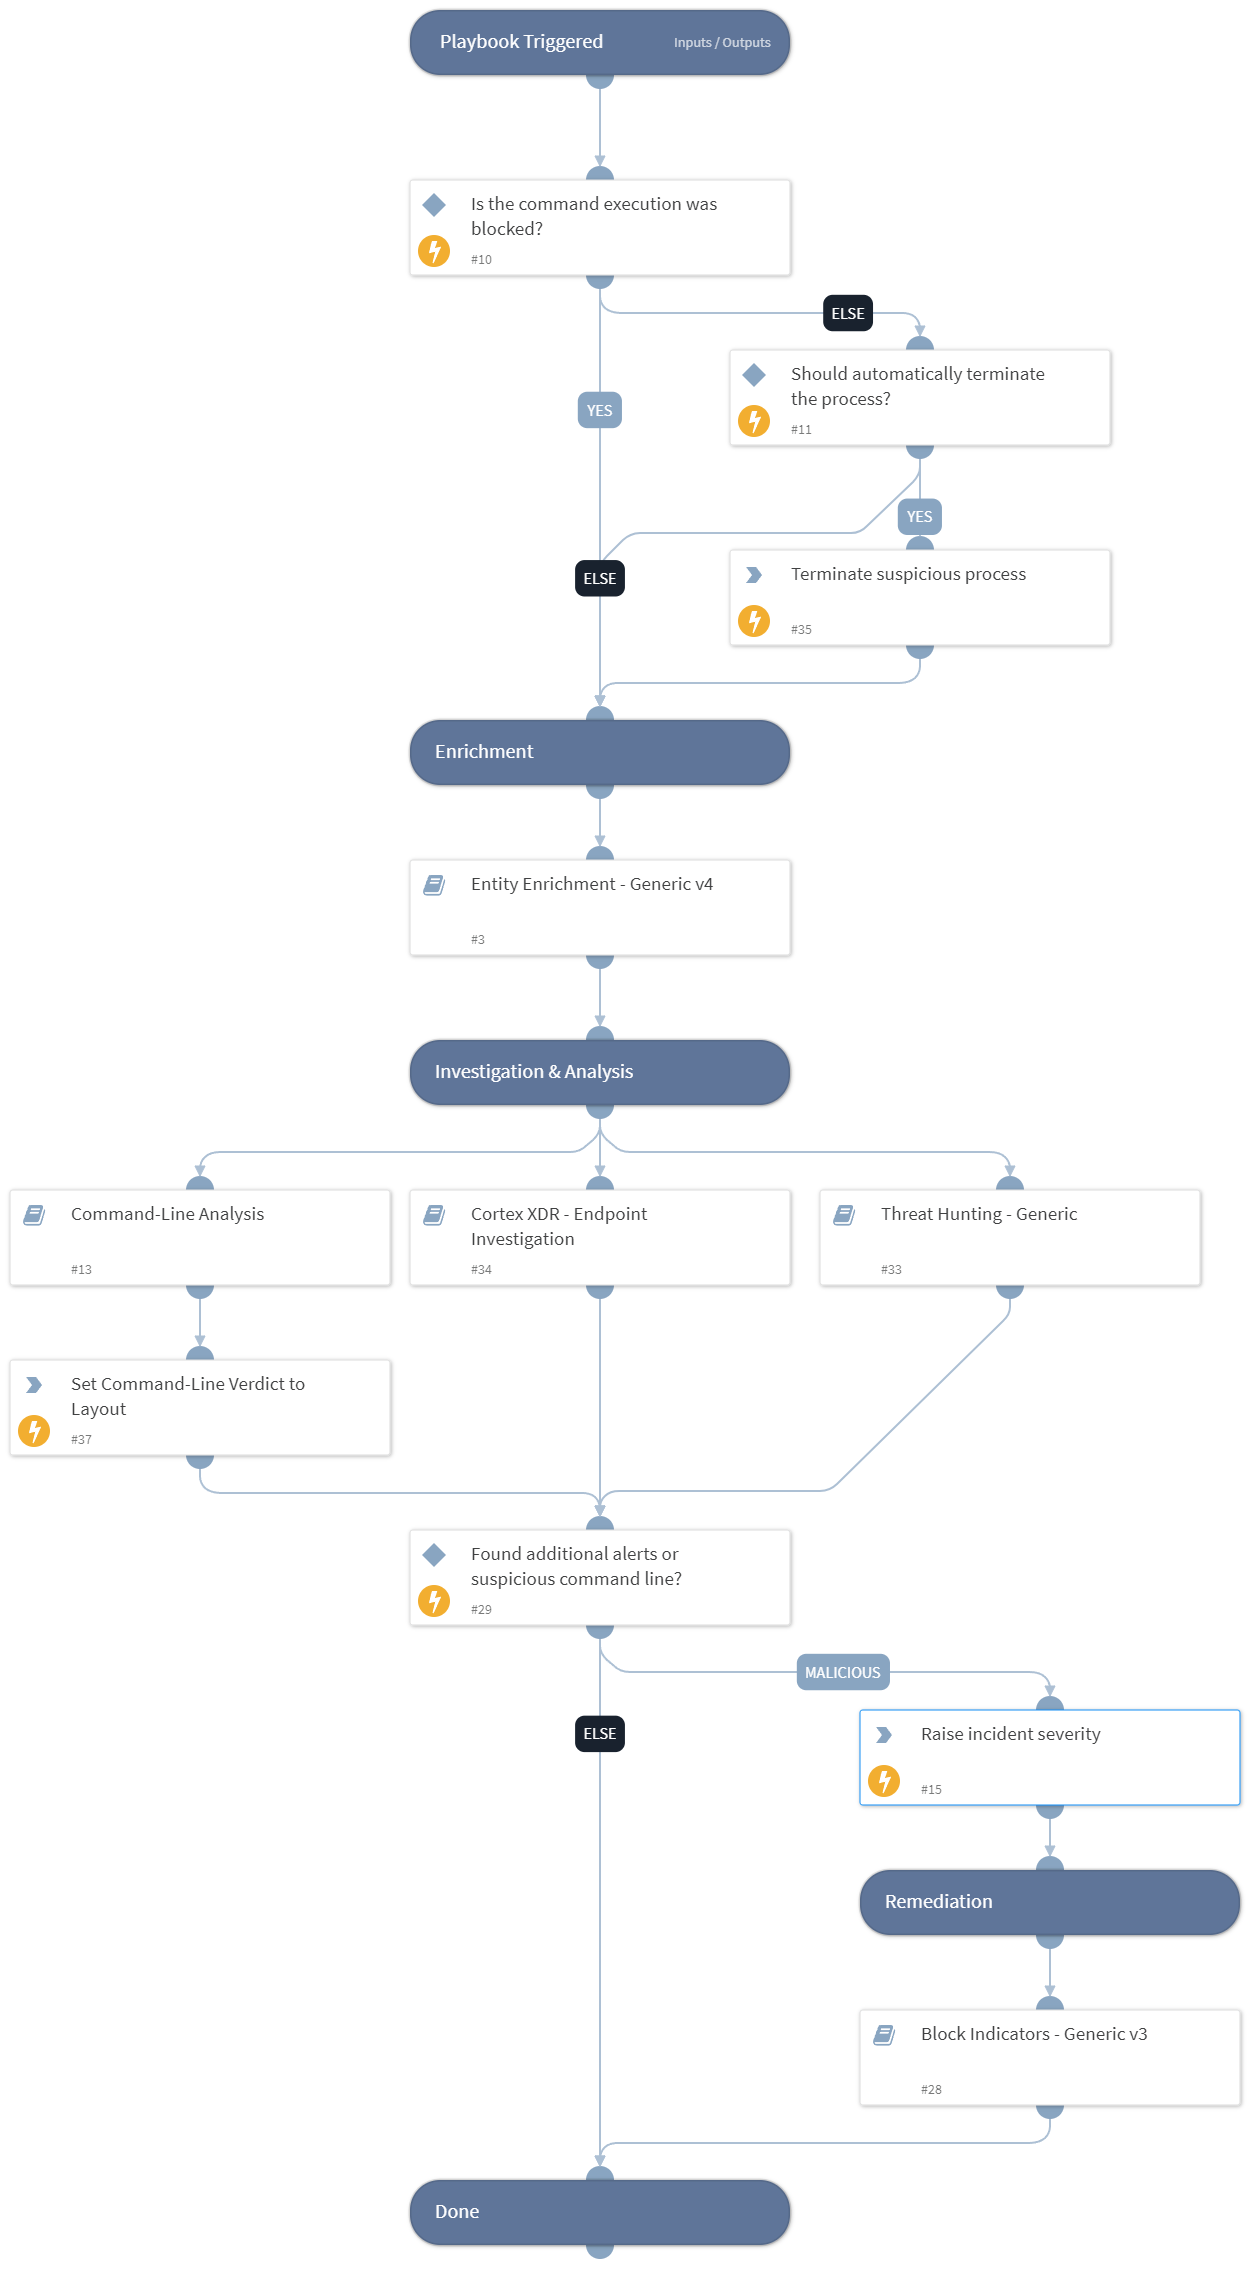 Playbook Triggered
Inputs / Outputs
Is the command execution was
blocked?
#10
ELSE
Should automatically terminate
the process?
#11
YES
YES
ELSE
Terminate suspicious process
#35
Enrichment
Entity Enrichment - Generic v4
#3
Investigation & Analysis
Command-Line Analysis
#13
Cortex XDR - Endpoint
Investigation
#34
Threat Hunting - Generic
#33
Set Command-Line Verdict to
Layout
#37
Found additional alerts or
suspicious command line?
#29
MALICIOUS
ELSE
Raise incident severity
#15
Remediation
Block Indicators - Generic v3
#28
Done